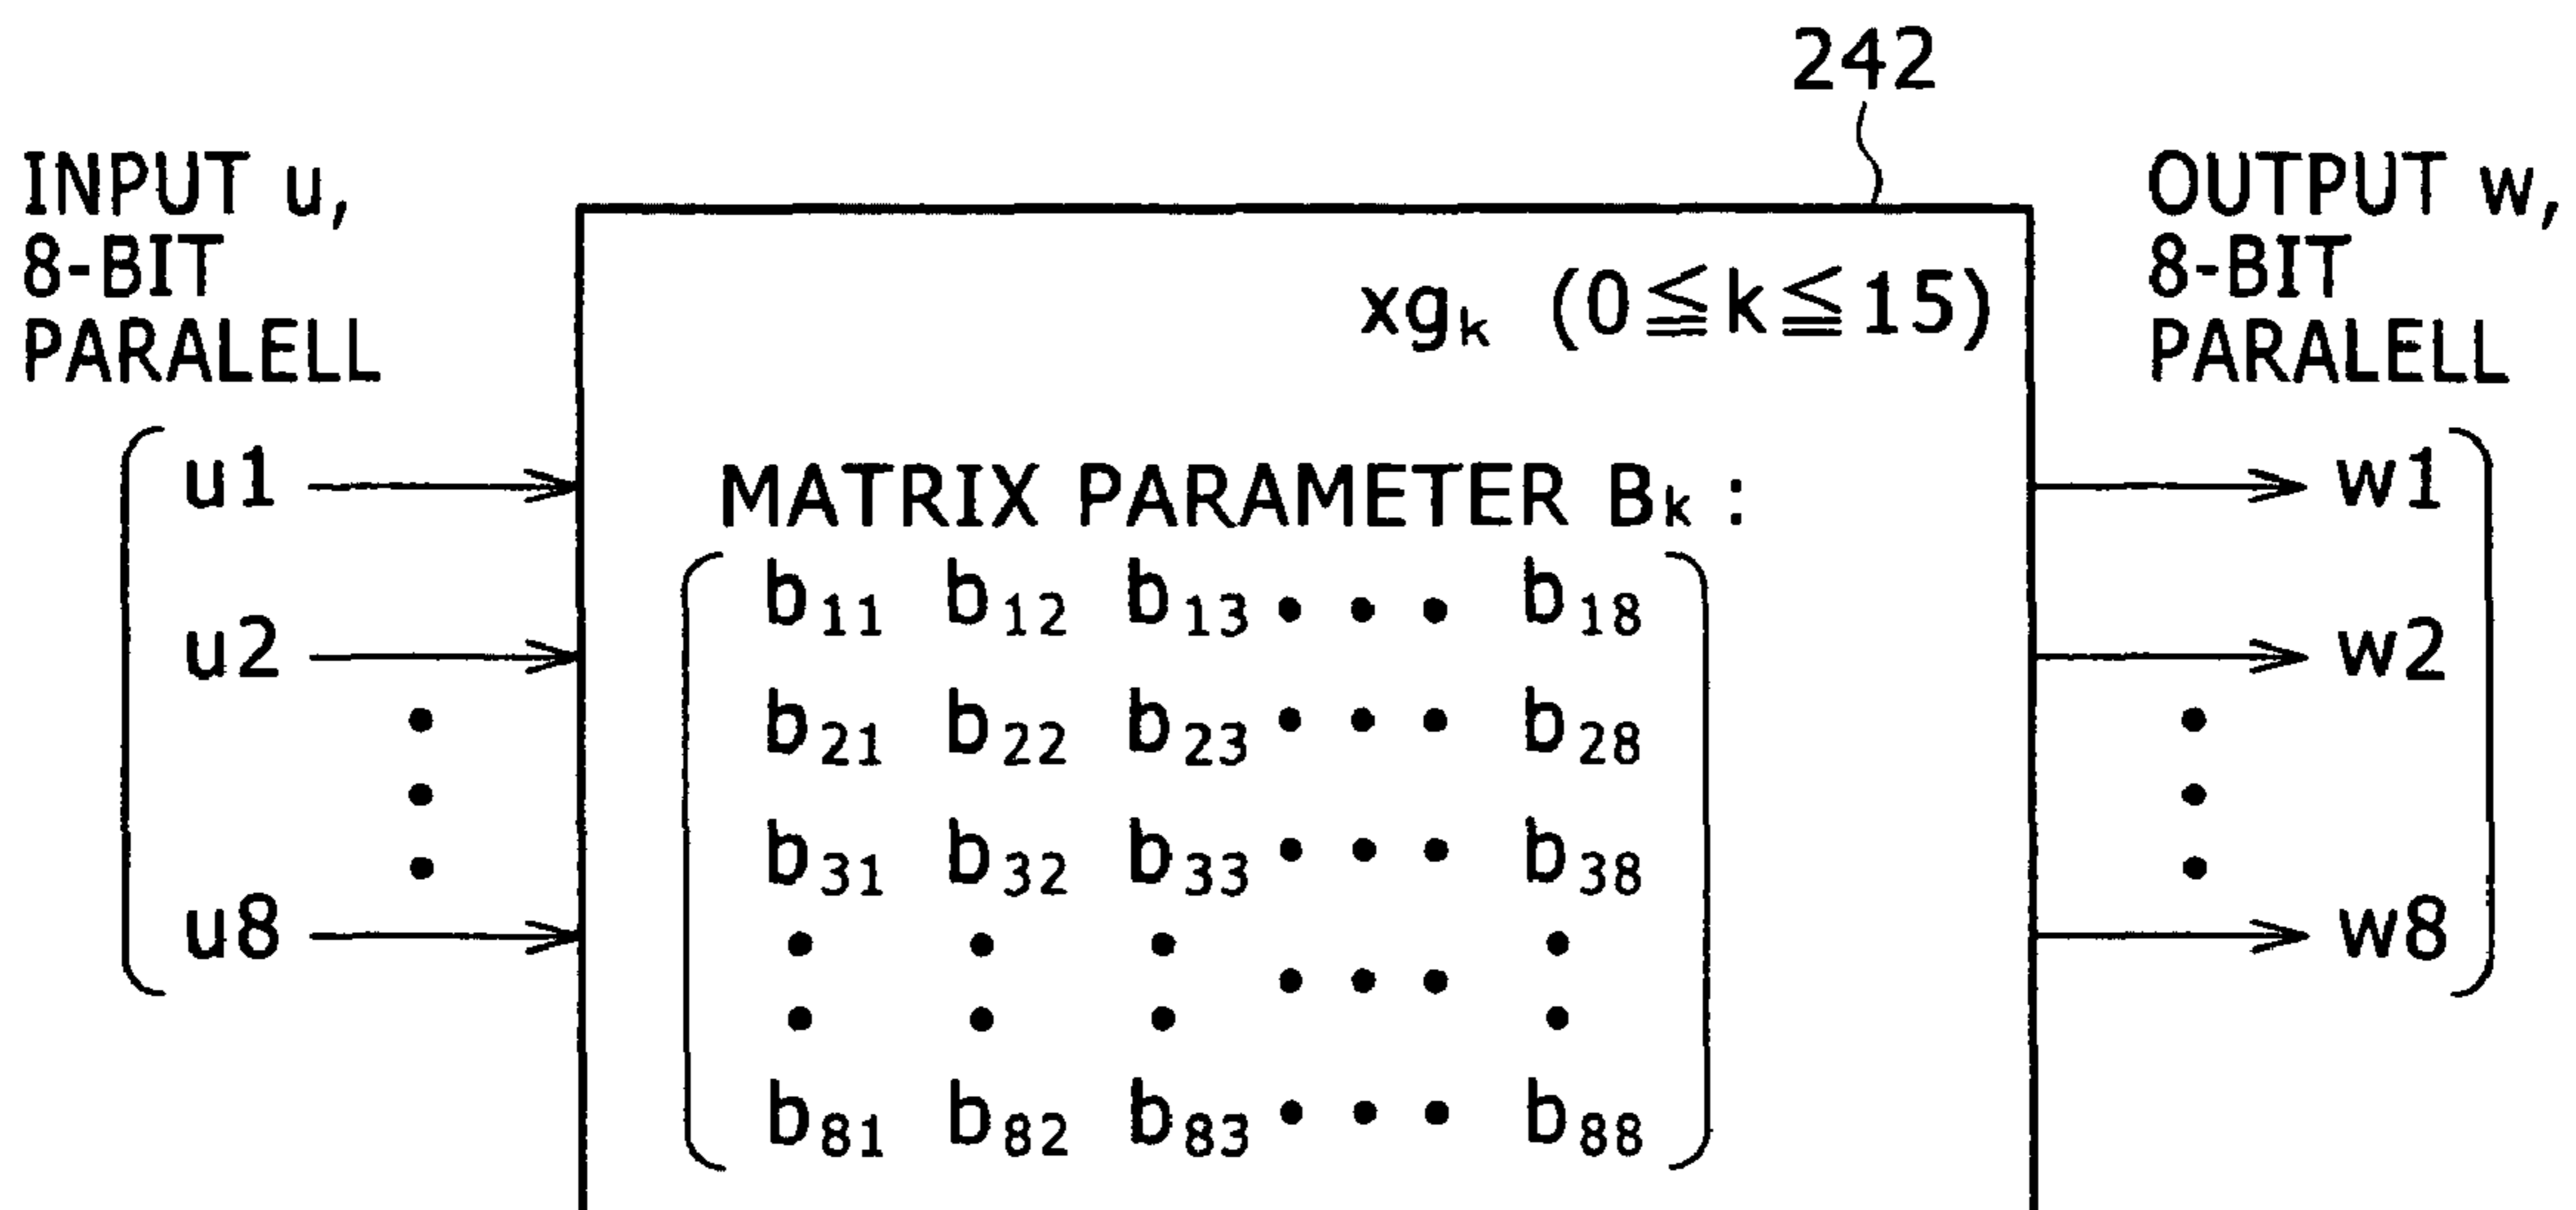 242
INPUT u,
8-BIT
PARALELL
OUTPUT w,
8-BIT
PARALELL
xgₖ (0≦k≦15)
u1
w1
MATRIX PARAMETER Bₖ :
b₁₁ b₁₂ b₁₃ • • • b₁₈
u2
w2
b₂₁ b₂₂ b₂₃ • • • b₂₈
b₃₁ b₃₂ b₃₃ • • • b₃₈
u8
w8
• • •
b₈₁ b₈₂ b₈₃ • • • b₈₈